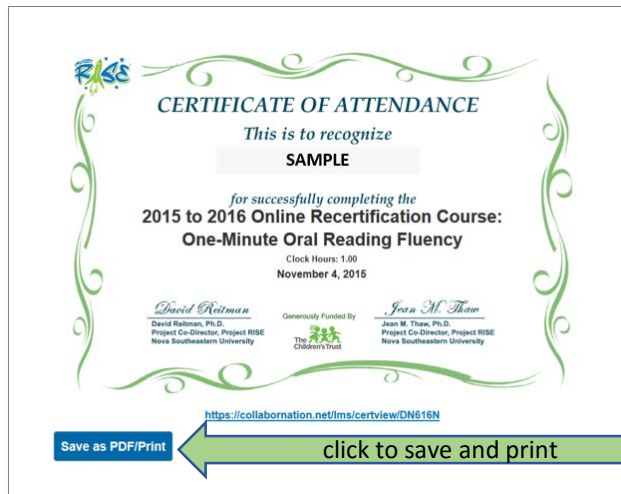 RISE
CERTIFICATE OF ATTENDANCE
This is to recognize
SAMPLE
for successfully completing the
2015 to 2016 Online Recertification Course:
One-Minute Oral Reading Fluency
Clock Hours: 1.00
November 4, 2015
David Reitman
David Reitman, Ph.D.
Project Co-Director, Project RISE
Nova Southeastern University
Generously Funded By
The
Children's Trust
Jean M. Thaw
Jean M. Thaw, Ph.D.
Project Co-Director, Project RISE
Nova Southeastern University
https://collabornation.net/lms/certview/DN616N
Save as PDF/Print
click to save and print